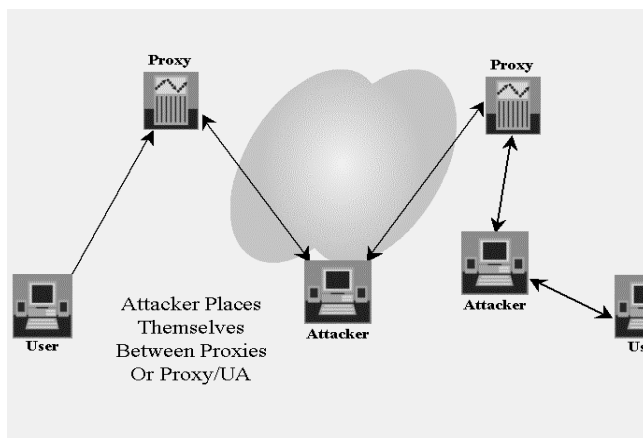 Proxy
Proxy
Attacker
User
Attacker Places
Themselves
Between Proxies
Or Proxy/UA
Attacker